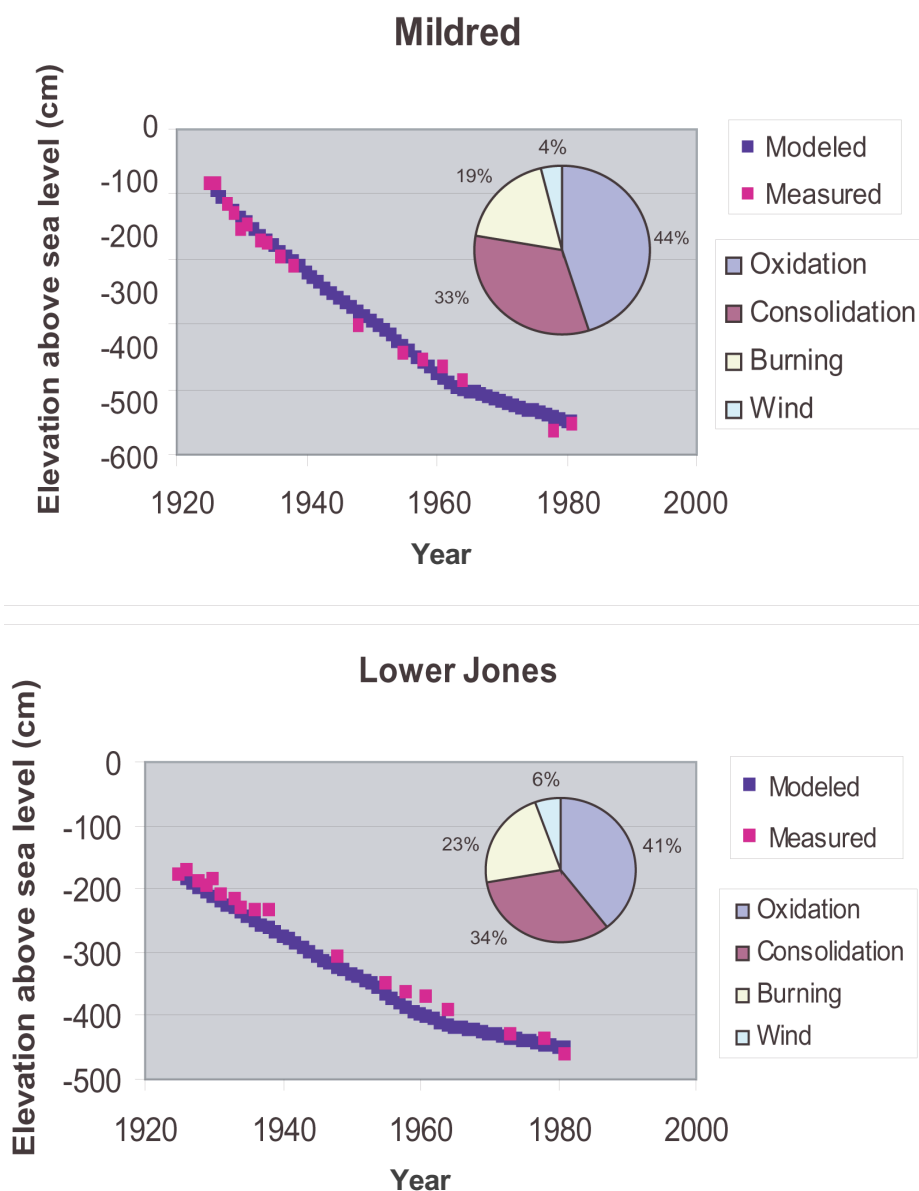 Mildred
Elevation above sea level (cm)
0
-100
-200
-300
-400
-500
-600
1920 1940 1960 1980 2000
Year
4%
19%
44%
33%
Modeled
Measured
Oxidation
Consolidation
Burning
Wind
Lower Jones
Elevation above sea level (cm)
0
-100
-200
-300
-400
-500
1920 1940 1960 1980 2000
Year
6%
23%
41%
34%
Modeled
Measured
Oxidation
Consolidation
Burning
Wind